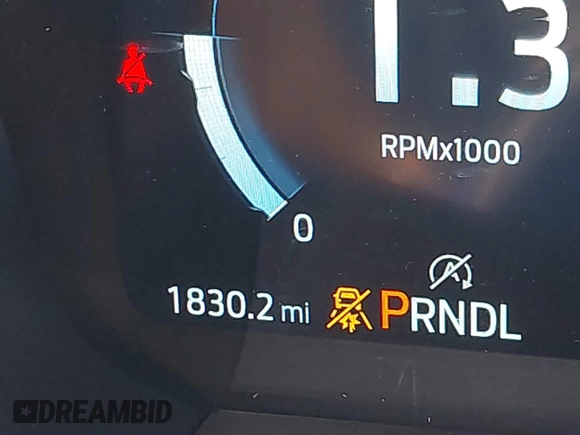 1.3
RPMx1000
0
A
1830.2 mi PRNDL
DREAMBID